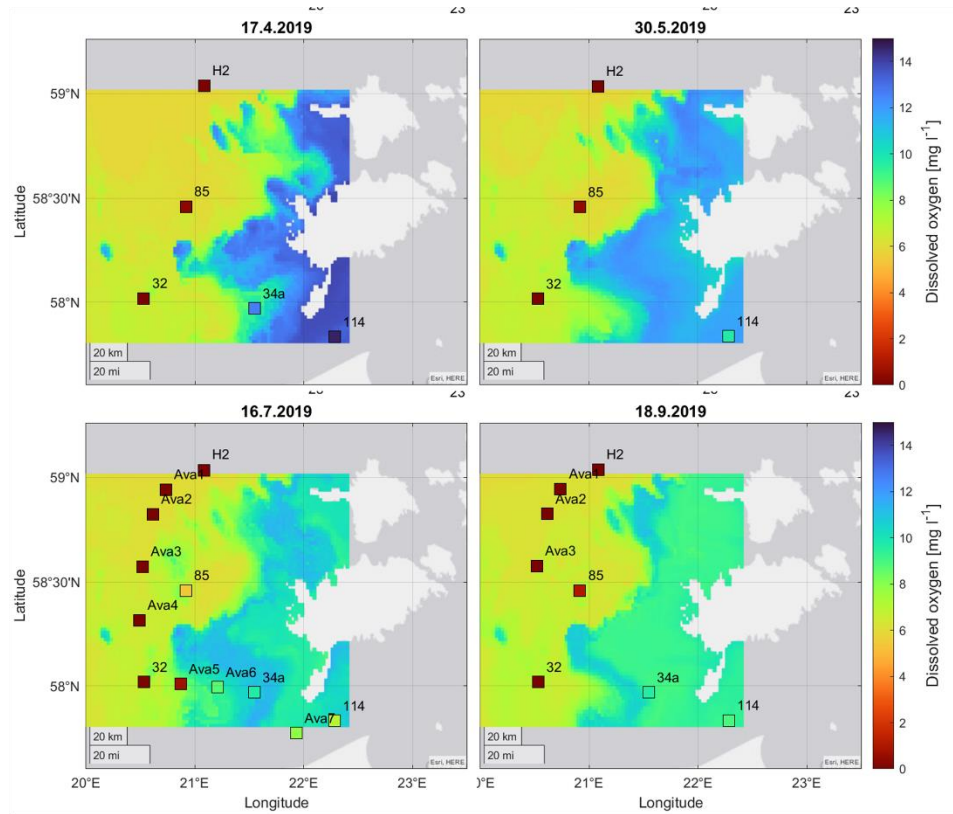 23
23
17.4.2019
30.5.2019
H2
85
32
34a
114
59°N
58°30'N
58°N
Latitude
20 km
20 mi
Esri, HERE
H2
85
32
114
20 km
20 mi
Esri, HERE
14
12
10
8
6
4
2
0
Dissolved oxygen [mg l⁻¹]
23
23
16.7.2019
18.9.2019
H2
Ava1
Ava2
Ava3
85
Ava4
32
Ava5
Ava6
34a
114
Ava7
59°N
58°30'N
58°N
Latitude
20 km
20 mi
Esri, HERE
20°E
21°E
22°E
23°E
Longitude
H2
Ava1
Ava2
Ava3
85
32
34a
114
20 km
20 mi
Esri, HERE
0°E
21°E
22°E
23°E
Longitude
14
12
10
8
6
4
2
0
Dissolved oxygen [mg l⁻¹]